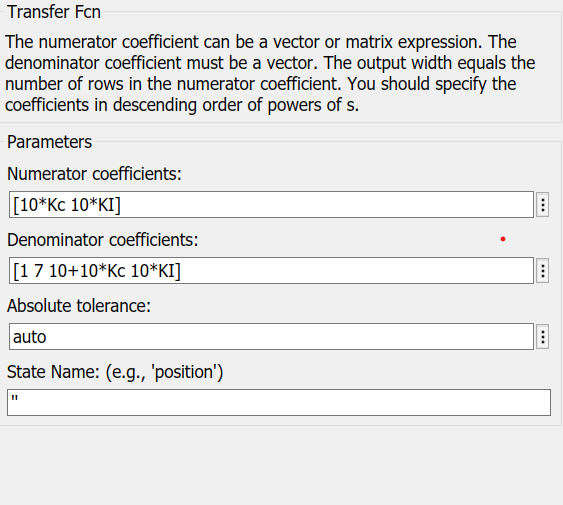 Transfer Fcn
The numerator coefficient can be a vector or matrix expression. The
denominator coefficient must be a vector. The output width equals the
number of rows in the numerator coefficient. You should specify the
coefficients in descending order of powers of s.
Parameters
Numerator coefficients:
[10*Kc 10*KI]
Denominator coefficients:
[1 7 10+10*Kc 10*KI]
Absolute tolerance:
auto
State Name: (e.g., 'position')
''